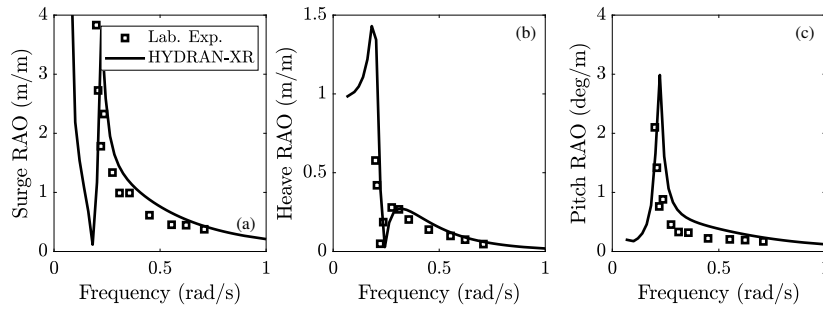 Surge RAO (m/m)
4
3
2
1
0
0
0.5
1
Frequency (rad/s)
Lab. Exp.
HYDRAN-XR
(a)
Heave RAO (m/m)
1.5
1
0.5
0
0
0.5
1
Frequency (rad/s)
(b)
Pitch RAO (deg/m)
4
3
2
1
0
0
0.5
1
Frequency (rad/s)
(c)